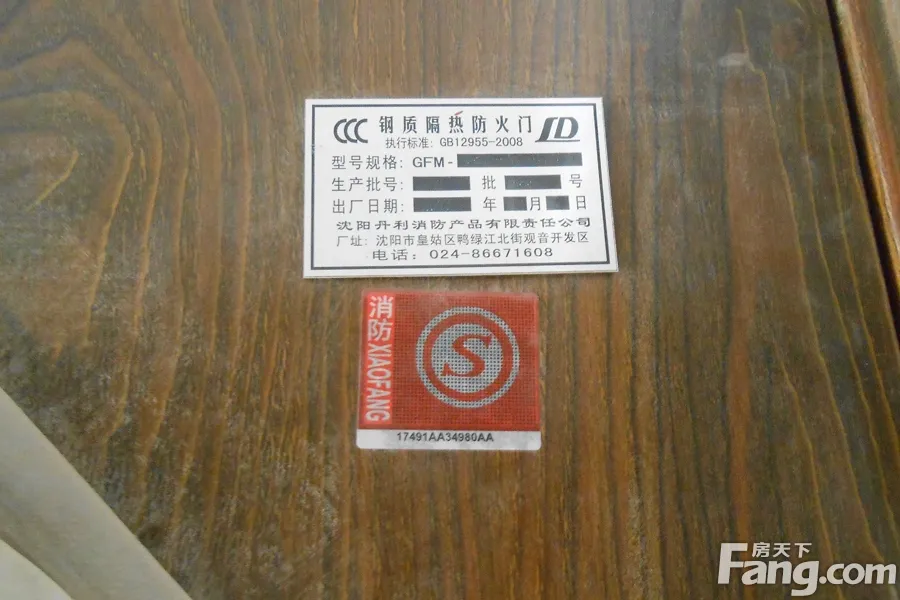 CCC 钢质隔热防火门
执行标准: GB12955-2008
型号规格: GFM-
生产批号: 批 号
出厂日期: 年 月 日
沈阳丹利消防产品有限责任公司
厂址: 沈阳市皇姑区鸭绿江北街观音开发区
电话: 024-86671608
消防 XIAOFANG
S
17491AA34980AA
房天下
Fang.com